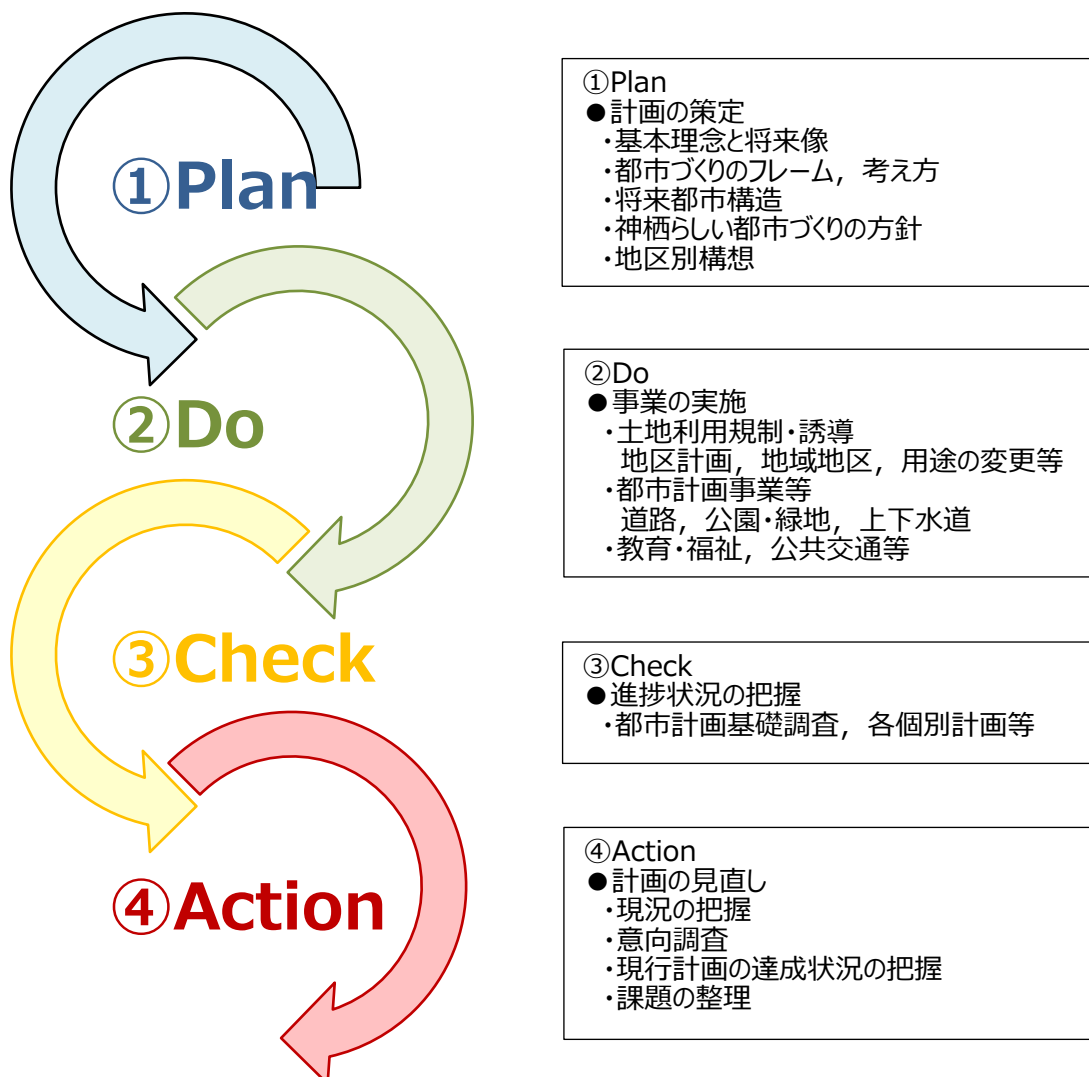 ①Plan
②Do
③Check
④Action
①Plan
●計画の策定
・基本理念と将来像
・都市づくりのフレーム，考え方
・将来都市構造
・神栖らしい都市づくりの方針
・地区別構想
②Do
●事業の実施
・土地利用規制・誘導
地区計画，地域地区，用途の変更等
・都市計画事業等
道路，公園・緑地，上下水道
・教育・福祉，公共交通等
③Check
●進捗状況の把握
・都市計画基礎調査，各個別計画等
④Action
●計画の見直し
・現況の把握
・意向調査
・現行計画の達成状況の把握
・課題の整理